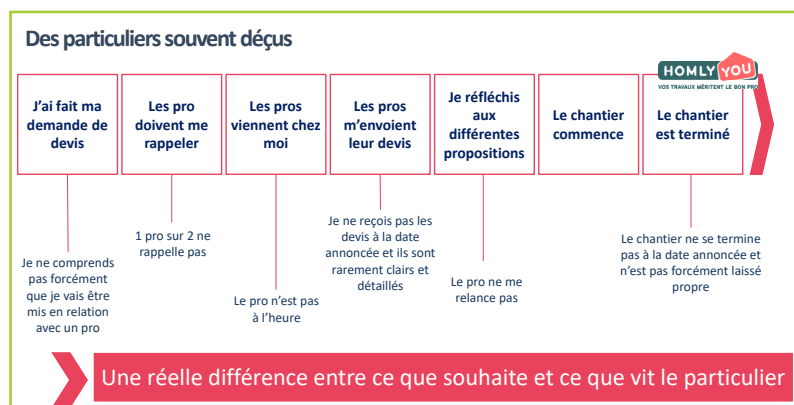 Des particuliers souvent déçus
HOMLY YOU
VOS TRAVAUX MÉRITENT LE BON PRO
J'ai fait ma
demande de
devis
Les pro
doivent me
rappeler
Les pros
viennent chez
moi
Les pros
m'envoient
leur devis
Je réfléchis
aux
différentes
propositions
Le chantier
commence
Le chantier
est terminé
Je ne comprends
pas forcément
que je vais être
mis en relation
avec un pro
1 pro sur 2 ne
rappelle pas
Le pro n'est pas
à l'heure
Je ne reçois pas les
devis à la date
annoncée et ils sont
rarement clairs et
détaillés
Le pro ne me
relance pas
Le chantier ne se termine
pas à la date annoncée et
n'est pas forcément laissé
propre
Une réelle différence entre ce que souhaite et ce que vit le particulier